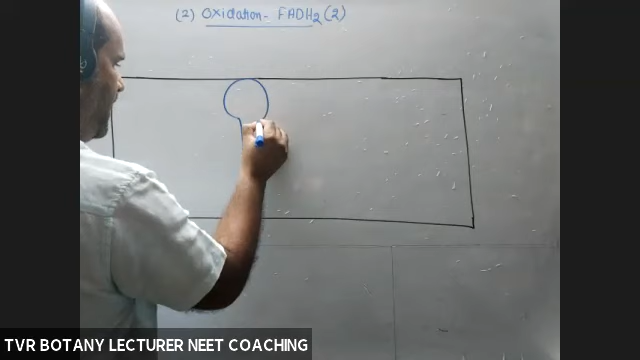 (2) Oxidation- FADH2 (2)
TVR BOTANY LECTURER NEET COACHING